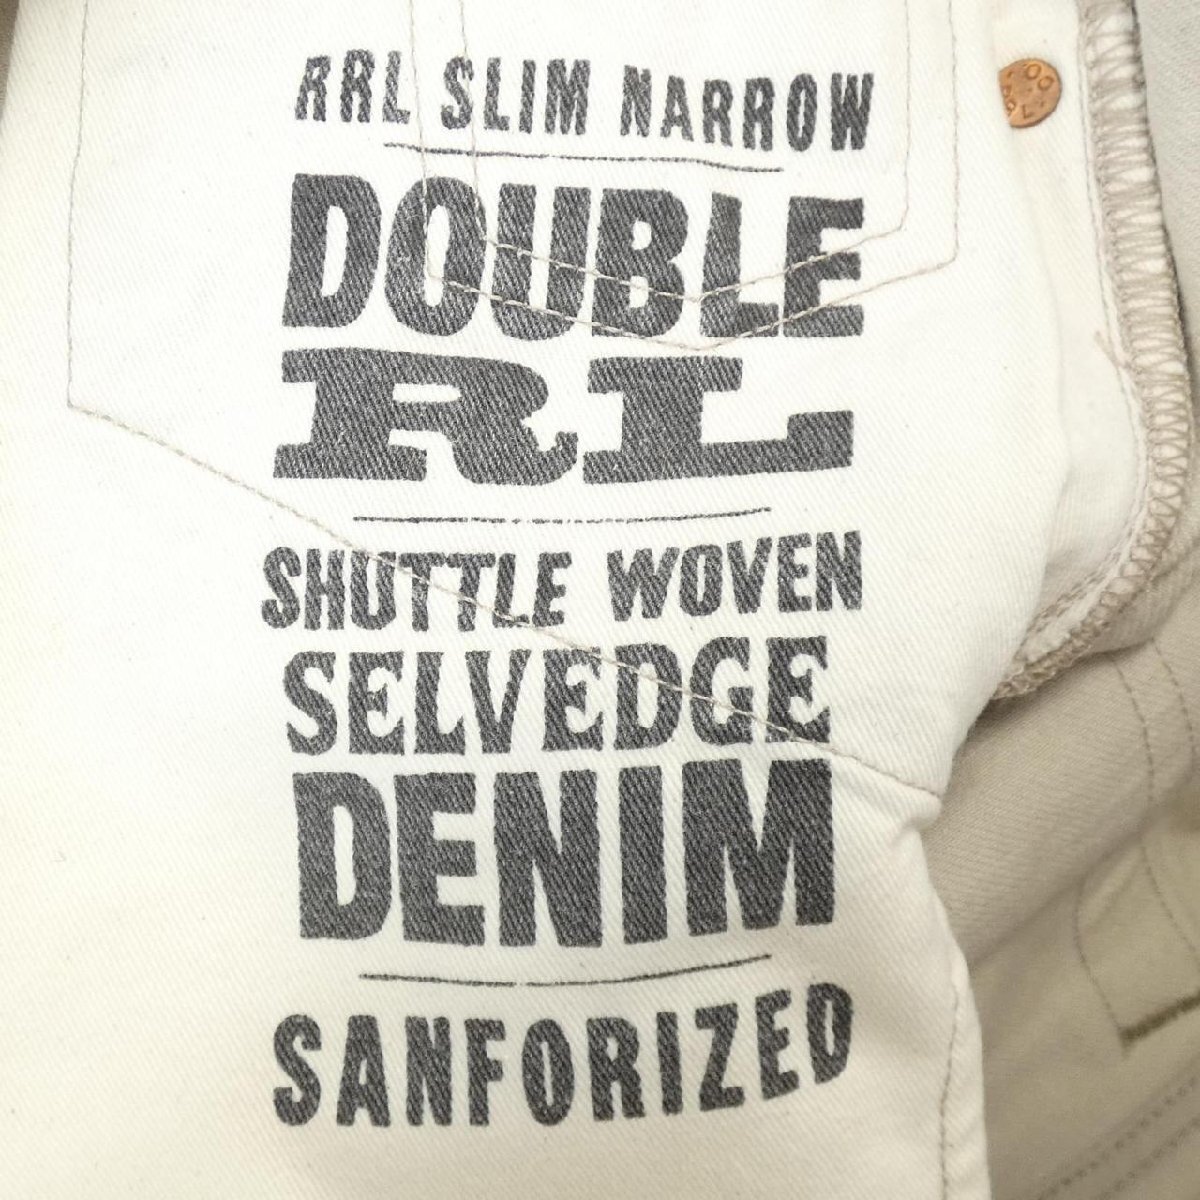 RRL SLIM NARROW
DOUBLE
RL
SHUTTLE WOVEN
SELVEDGE
DENIM
SANFORIZED